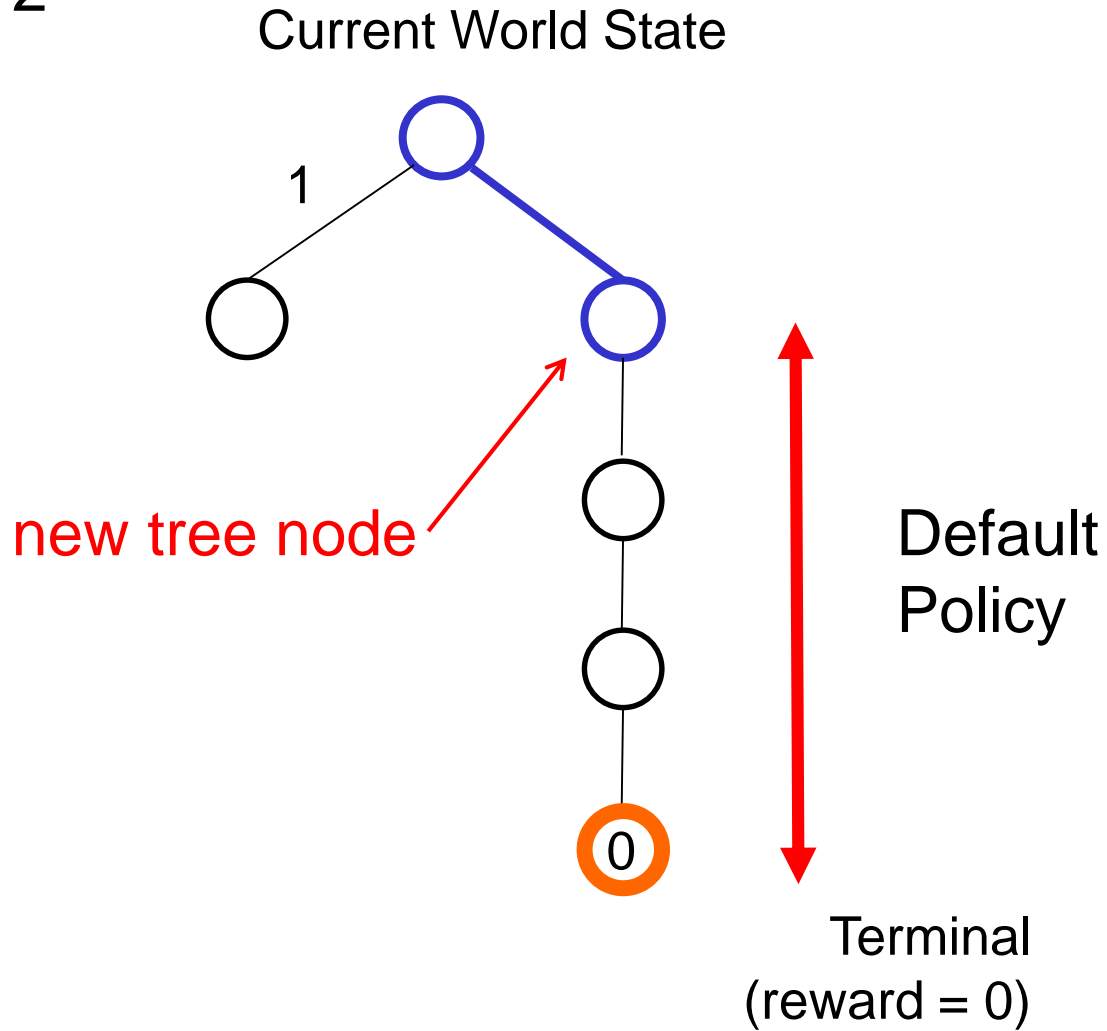 Current World State
1
new tree node
Default
Policy
0
Terminal
(reward = 0)